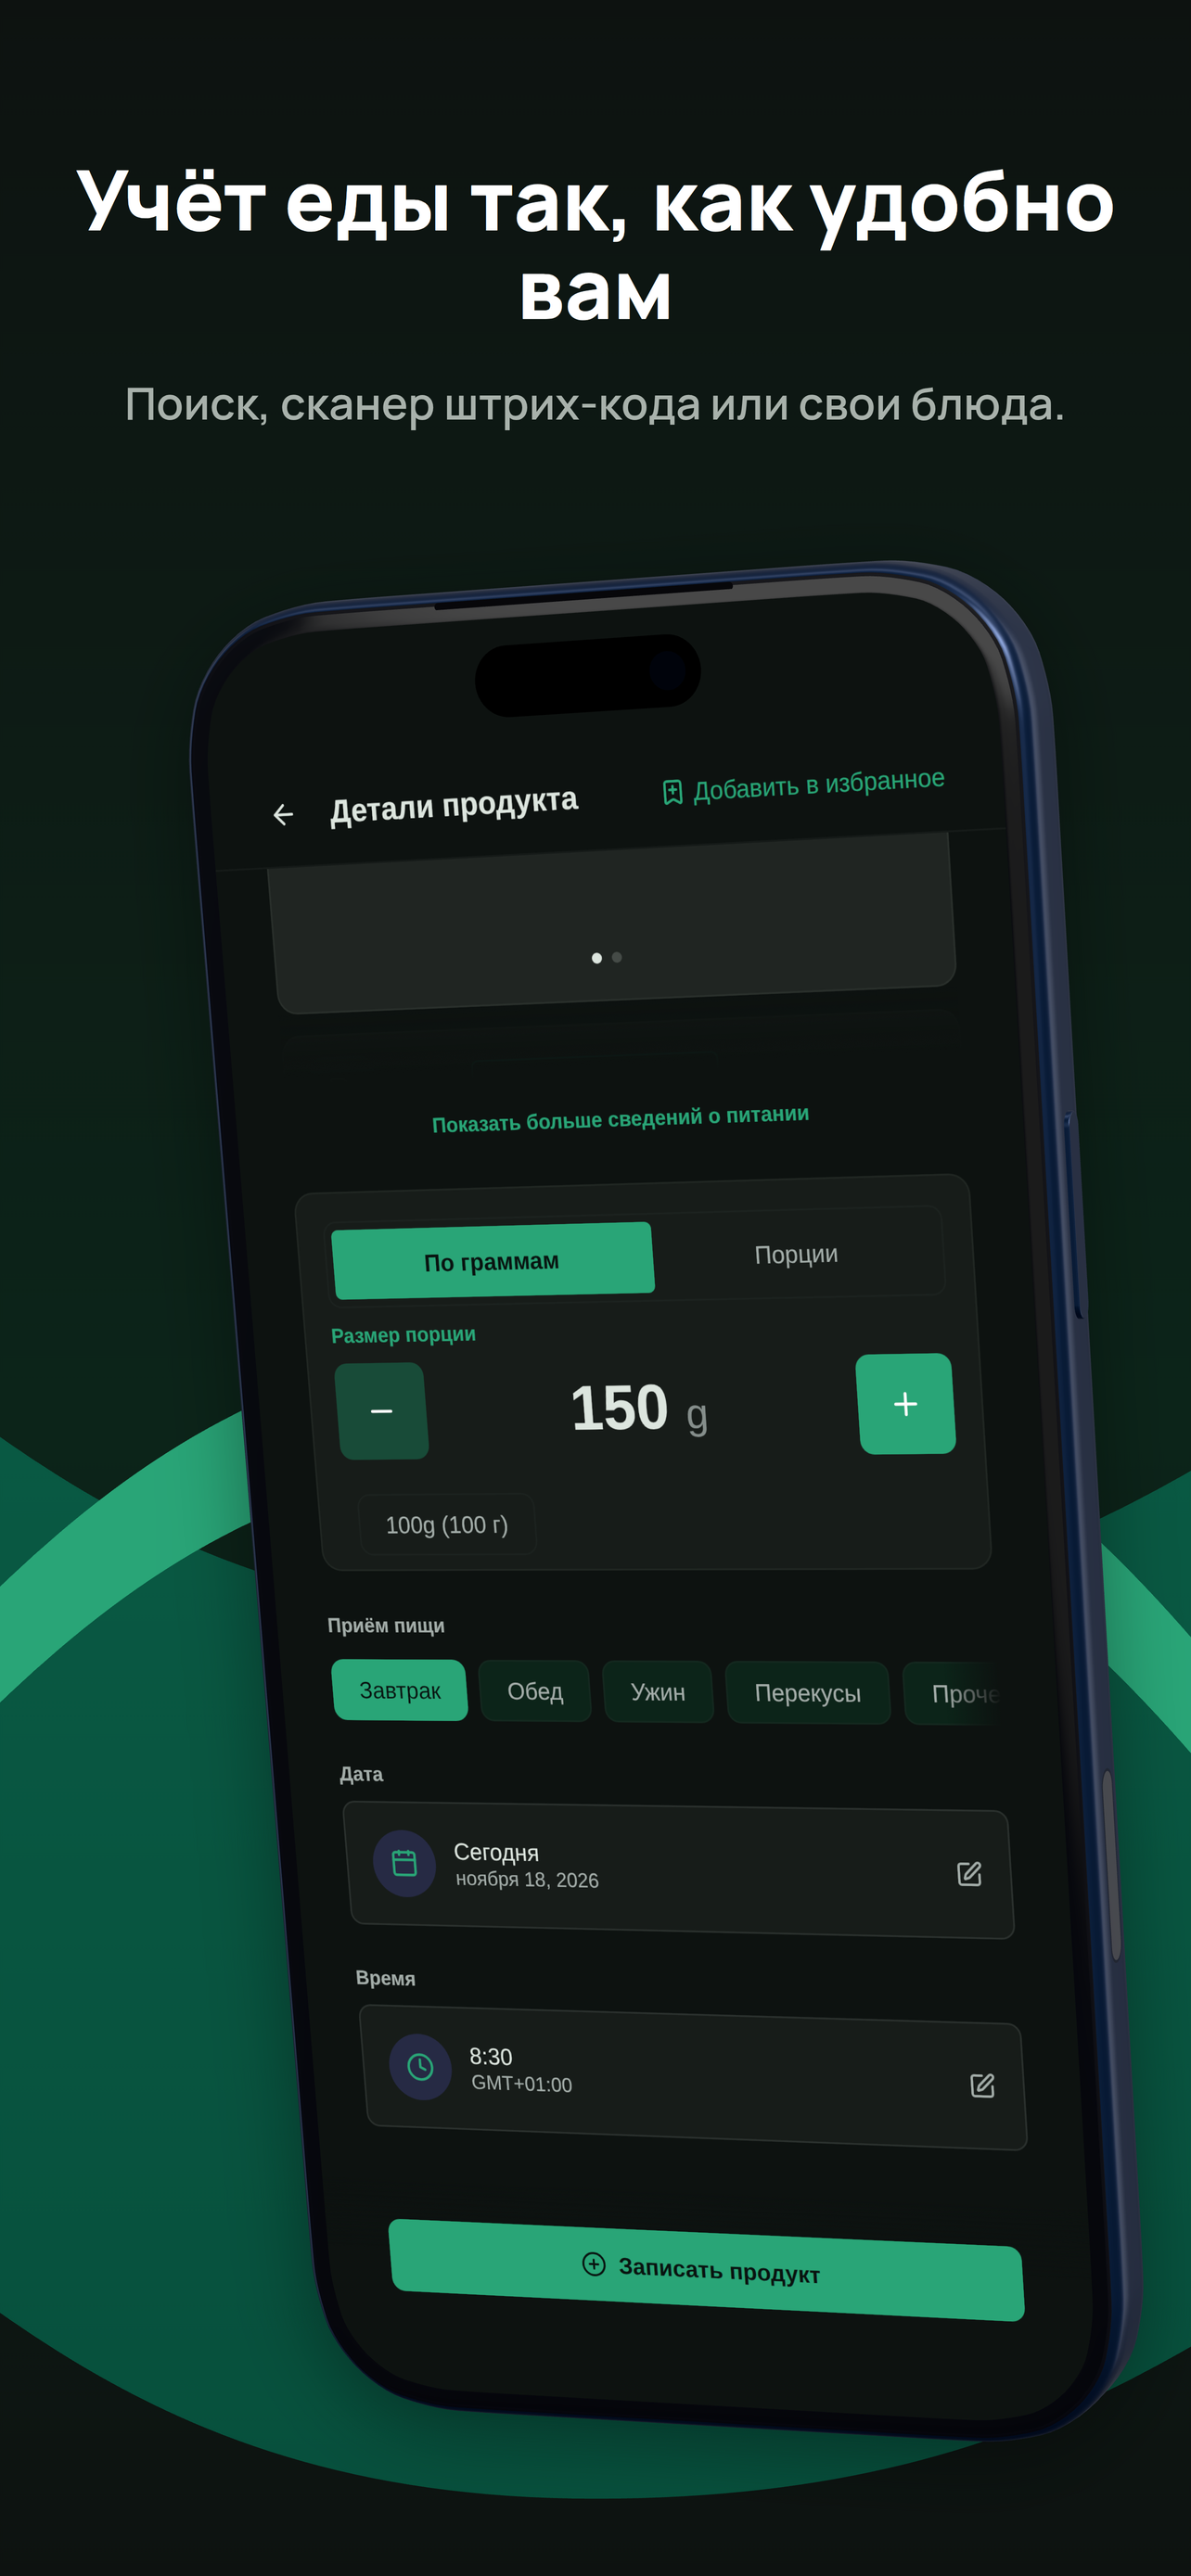 Учёт еды так, как удобно
вам
Поиск, сканер штрих-кода или свои блюда.
Детали продукта
Добавить в избранное
Показать больше сведений о питании
По граммам
Порции
Размер порции
150 g
100g (100 г)
Приём пищи
Завтрак
Обед
Ужин
Перекусы
Проче
Дата
Сегодня
ноября 18, 2026
Время
8:30
GMT+01:00
Записать продукт